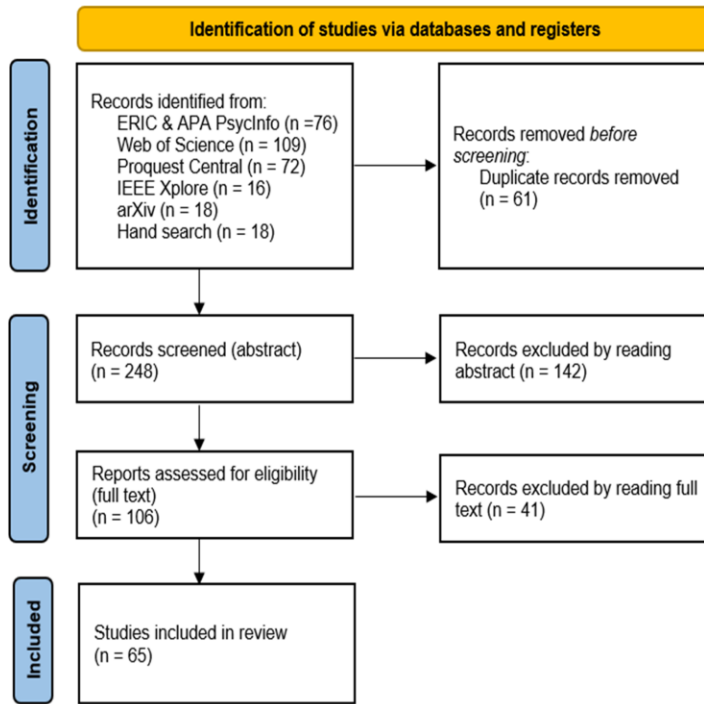 Identification of studies via databases and registers
Identification
Records identified from:
ERIC & APA PsycInfo (n =76)
Web of Science (n = 109)
Proquest Central (n = 72)
IEEE Xplore (n = 16)
arXiv (n = 18)
Hand search (n = 18)
Records removed before
screening:
Duplicate records removed
(n = 61)
Screening
Records screened (abstract)
(n = 248)
Records excluded by reading
abstract (n = 142)
Reports assessed for eligibility
(full text)
(n = 106)
Records excluded by reading full
text (n = 41)
Included
Studies included in review
(n = 65)